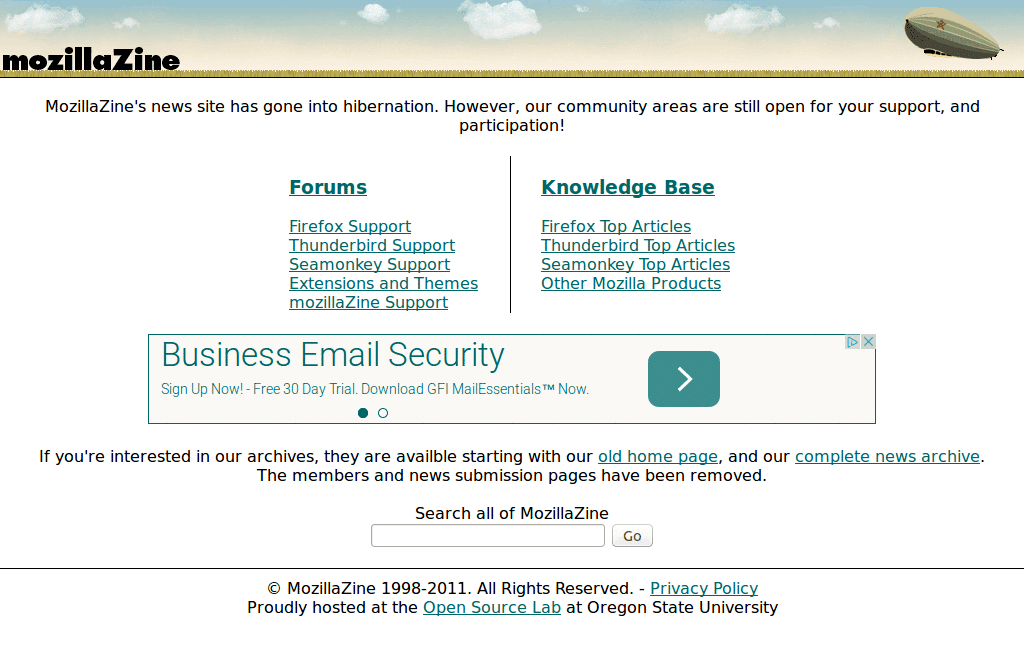 mozillaZine
MozillaZine's news site has gone into hibernation. However, our community areas are still open for your support, and
participation!
Forums
Firefox Support
Thunderbird Support
Seamonkey Support
Extensions and Themes
mozillaZine Support
Knowledge Base
Firefox Top Articles
Thunderbird Top Articles
Seamonkey Top Articles
Other Mozilla Products
Business Email Security
Sign Up Now! - Free 30 Day Trial. Download GFI MailEssentials™ Now.
If you're interested in our archives, they are availble starting with our old home page, and our complete news archive.
The members and news submission pages have been removed.
Search all of MozillaZine
Go
© MozillaZine 1998-2011. All Rights Reserved. - Privacy Policy
Proudly hosted at the Open Source Lab at Oregon State University